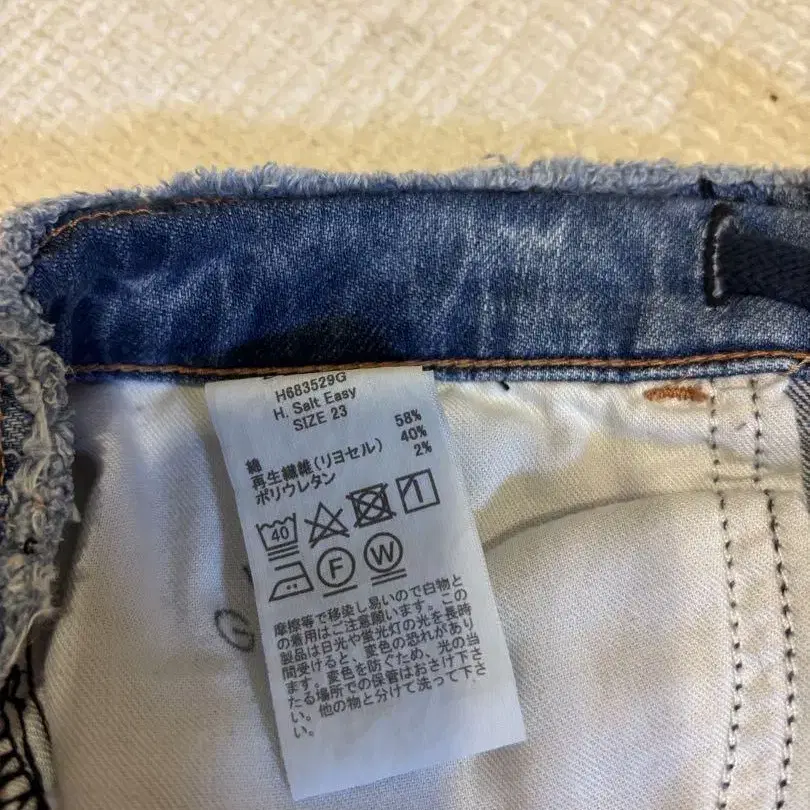 H683529G
H. Salt Easy
SIZE 23
綿 58%
再生繊維(リヨセル) 40%
ポリウレタン 2%
40
F W
摩擦等で移染し易いので白物と
の着用はご注意願います。この
製品は日光や蛍光灯の光を長時
間受けると、変色の恐れがあり
ます。変色を防ぐため、光の当
たる場所での保管はおさけ下さ
い。他の物と分けて洗って下さ
い。
G